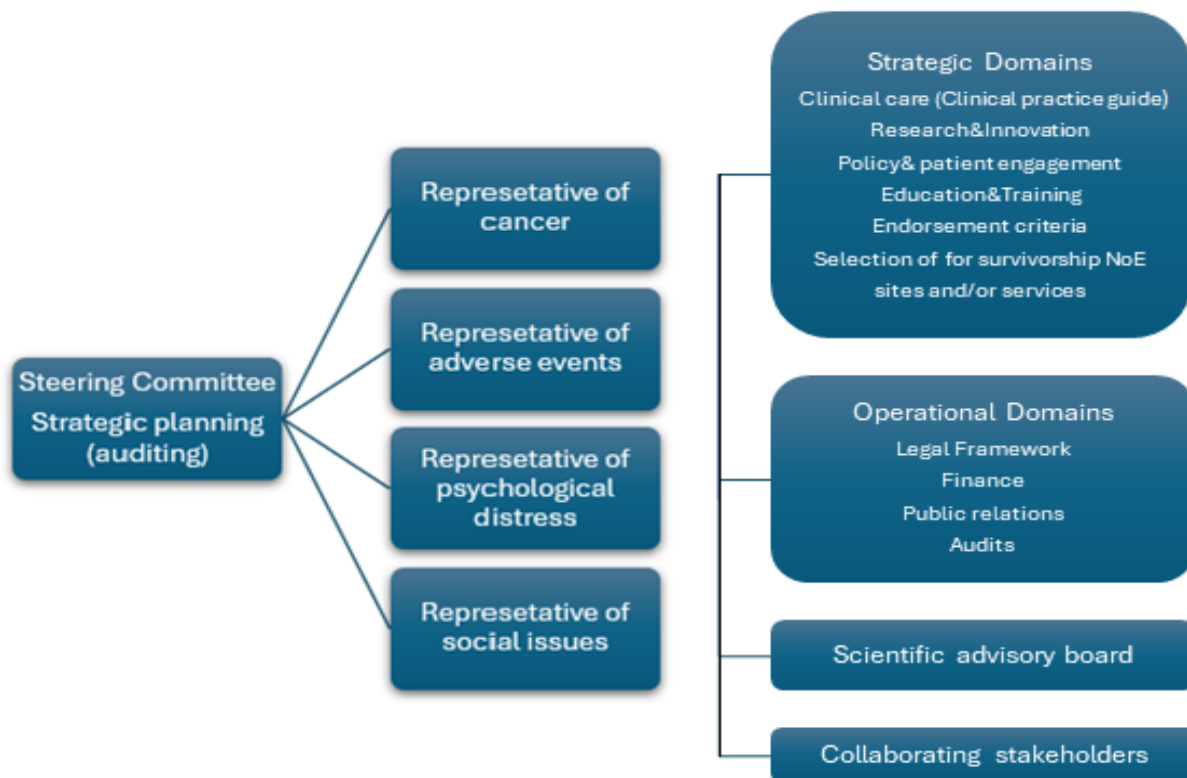 Steering Committee
Strategic planning
(auditing)
Represetative of
cancer
Represetative of
adverse events
Represetative of
psychological
distress
Represetative of
social issues
Strategic Domains
Clinical care (Clinical practice guide)
Research&Innovation
Policy& patient engagement
Education&Training
Endorsement criteria
Selection of for survivorship NoE
sites and/or services
Operational Domains
Legal Framework
Finance
Public relations
Audits
Scientific advisory board
Collaborating stakeholders